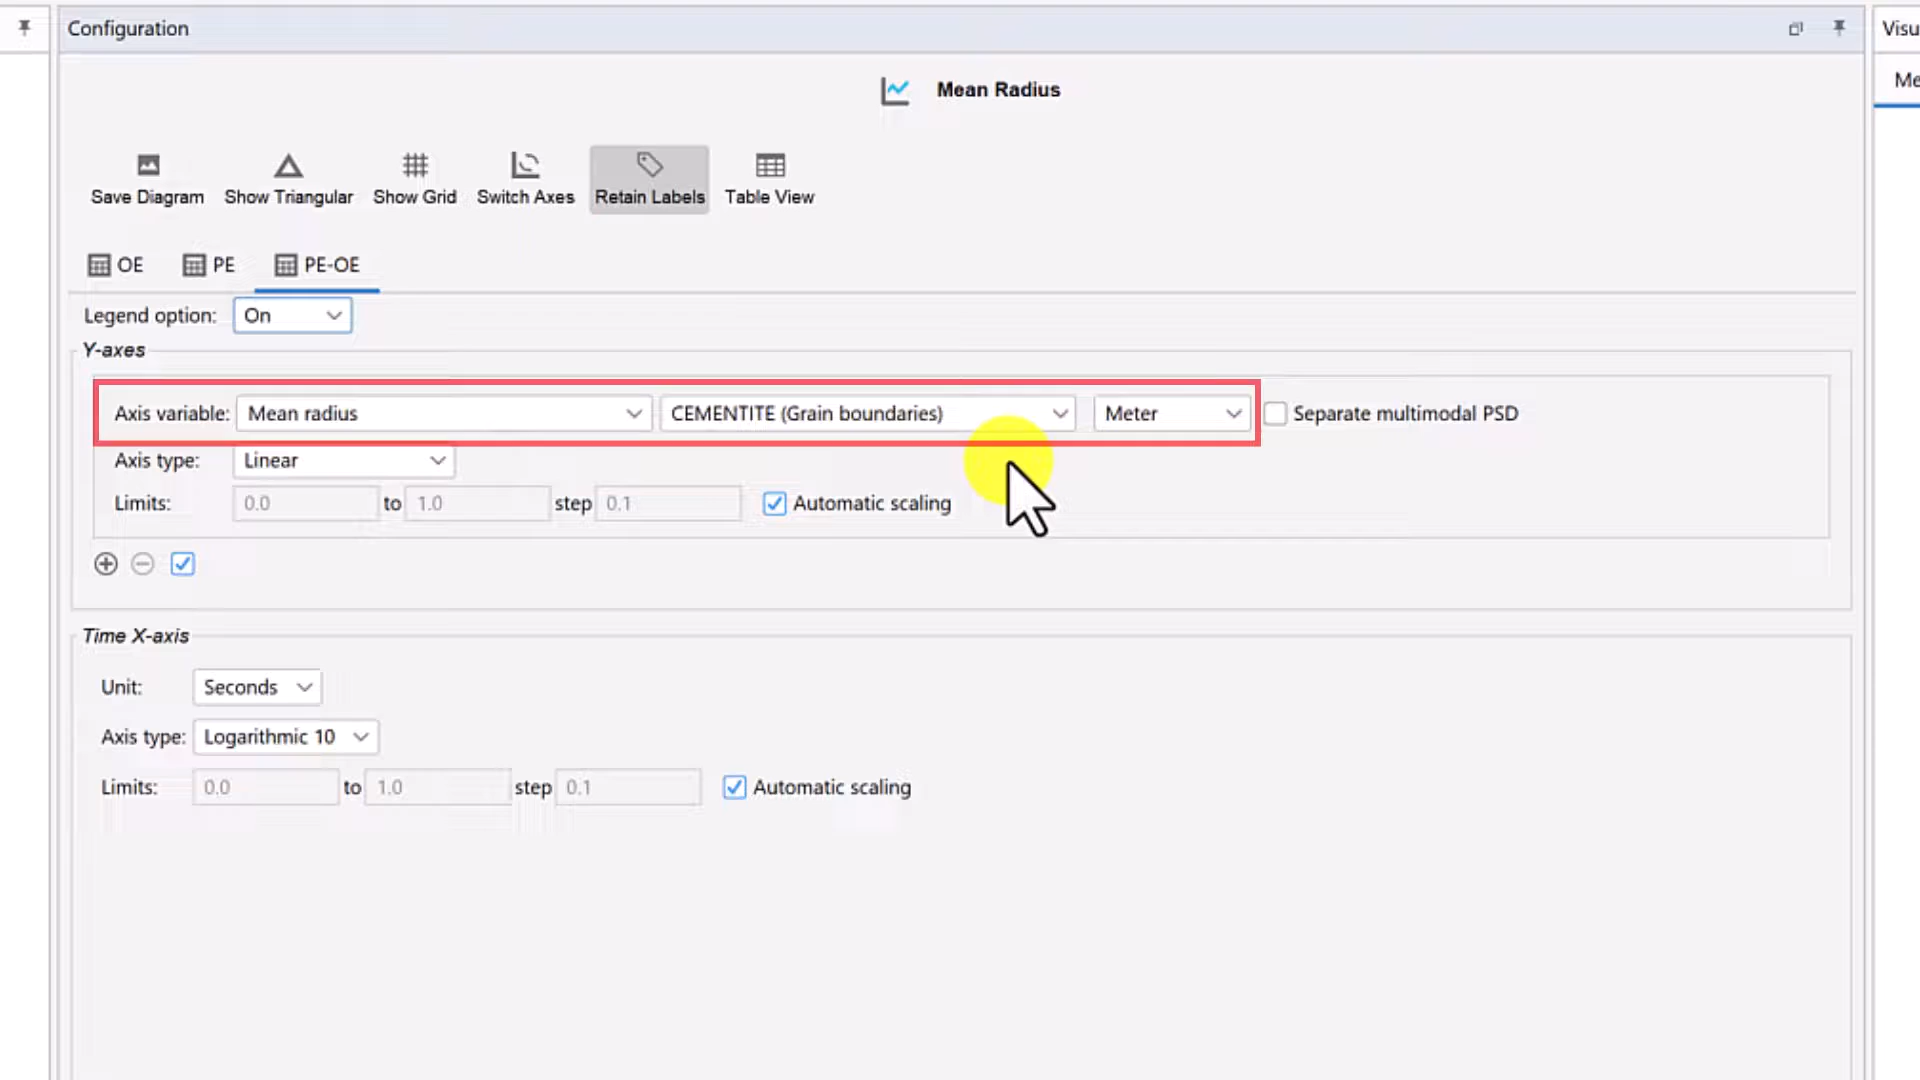 Configuration
Visu
Mean Radius
Me
Save Diagram Show Triangular Show Grid Switch Axes Retain Labels Table View
OE PE PE-OE
Legend option: On
Y-axes
Axis variable: Mean radius CEMENTITE (Grain boundaries) Meter Separate multimodal PSD
Axis type: Linear
Limits: 0.0 to 1.0 step 0.1 Automatic scaling
Time X-axis
Unit: Seconds
Axis type: Logarithmic 10
Limits: 0.0 to 1.0 step 0.1 Automatic scaling